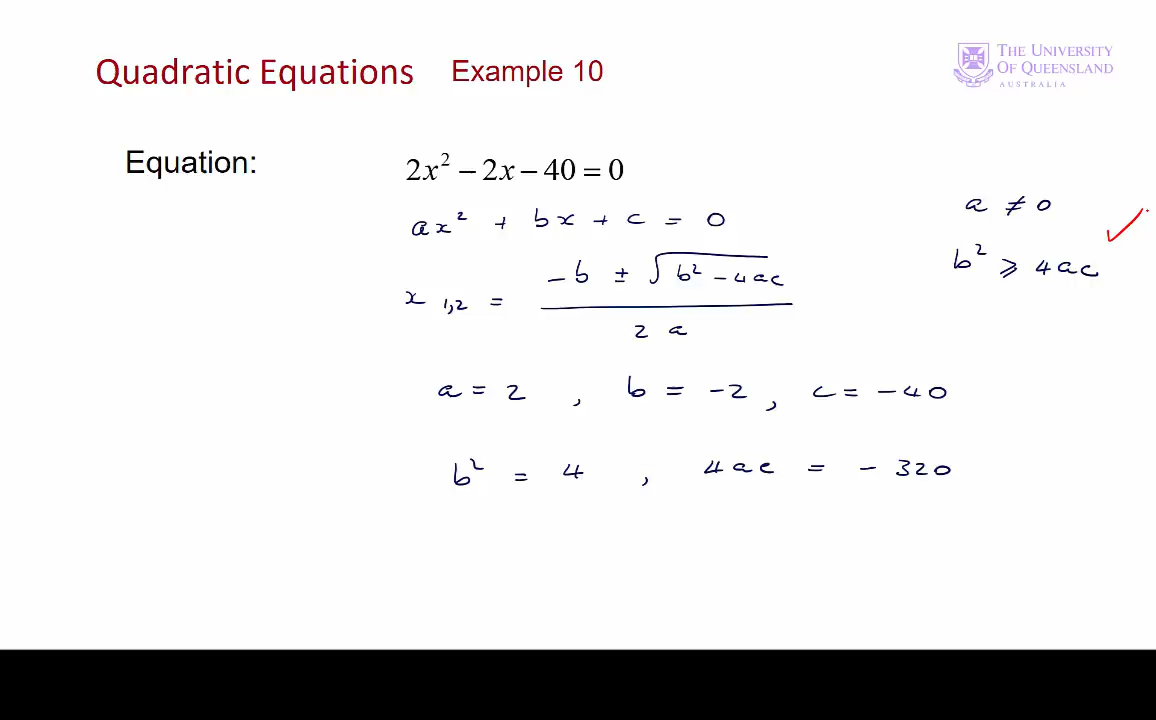 Quadratic Equations Example 10
THE UNIVERSITY
OF QUEENSLAND
AUSTRALIA
Equation: 2x² − 2x − 40 = 0
ax² + bx + c = 0
a ≠ 0
b² ⩾ 4ac
x 1,2 = (−b ± √(b² − 4ac)) / 2a
a = 2 , b = −2 , c = −40
b² = 4 , 4ac = −320